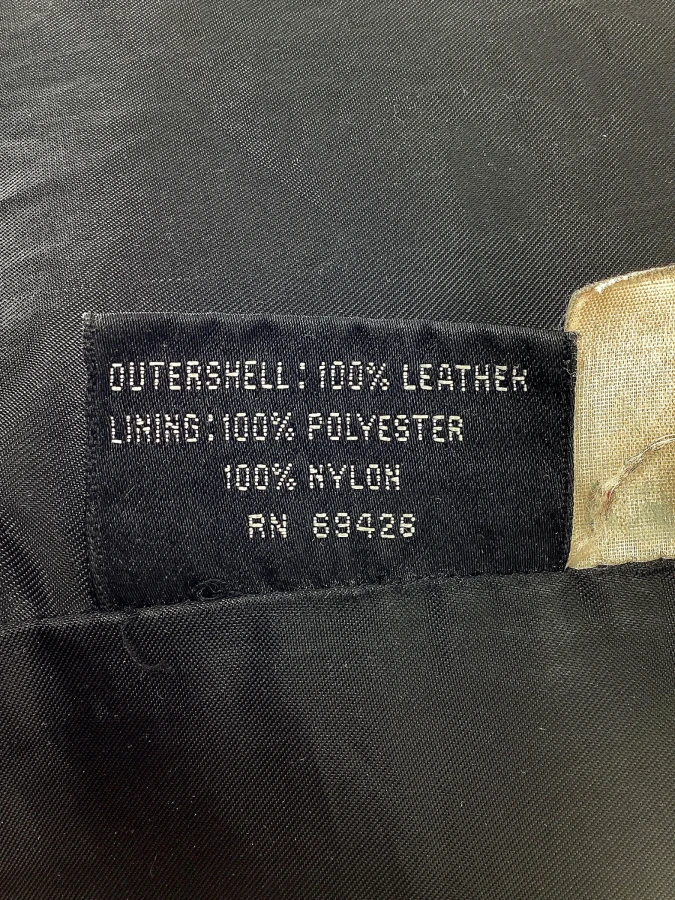 OUTERSHELL: 100% LEATHER
LINING: 100% POLYESTER
100% NYLON
RN 69426